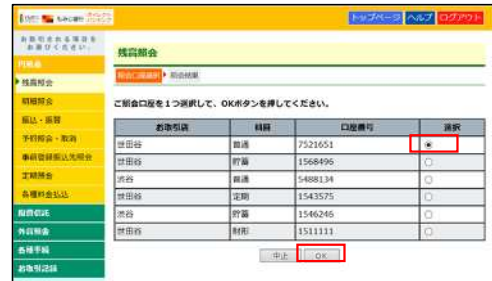 トップページ ヘルプ ログアウト
お取引される項目を
お選びください。
円預金
残高照会
明細照会
振込・振替
予約照会・取消
事前登録振込先照会
定期預金
各種料金払込
投資信託
外貨預金
各種手続
お取引記録
残高照会
照会口座選択 照会結果
ご照会口座を1つ選択して、OKボタンを押してください。
お取引店 科目 口座番号 選択
世田谷 普通 7521651
世田谷 貯蓄 1568496
渋谷 普通 5488134
世田谷 定期 1543575
渋谷 貯蓄 1546246
世田谷 財形 1511111
中止 OK